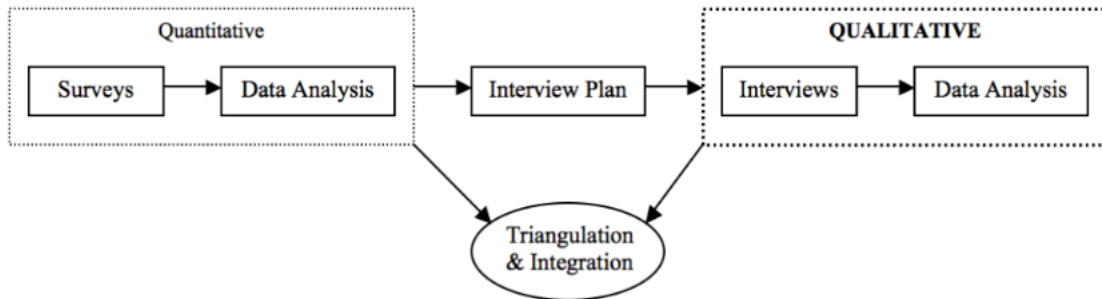 Quantitative
QUALITATIVE
Surveys
Data Analysis
Interview Plan
Interviews
Data Analysis
Triangulation
& Integration